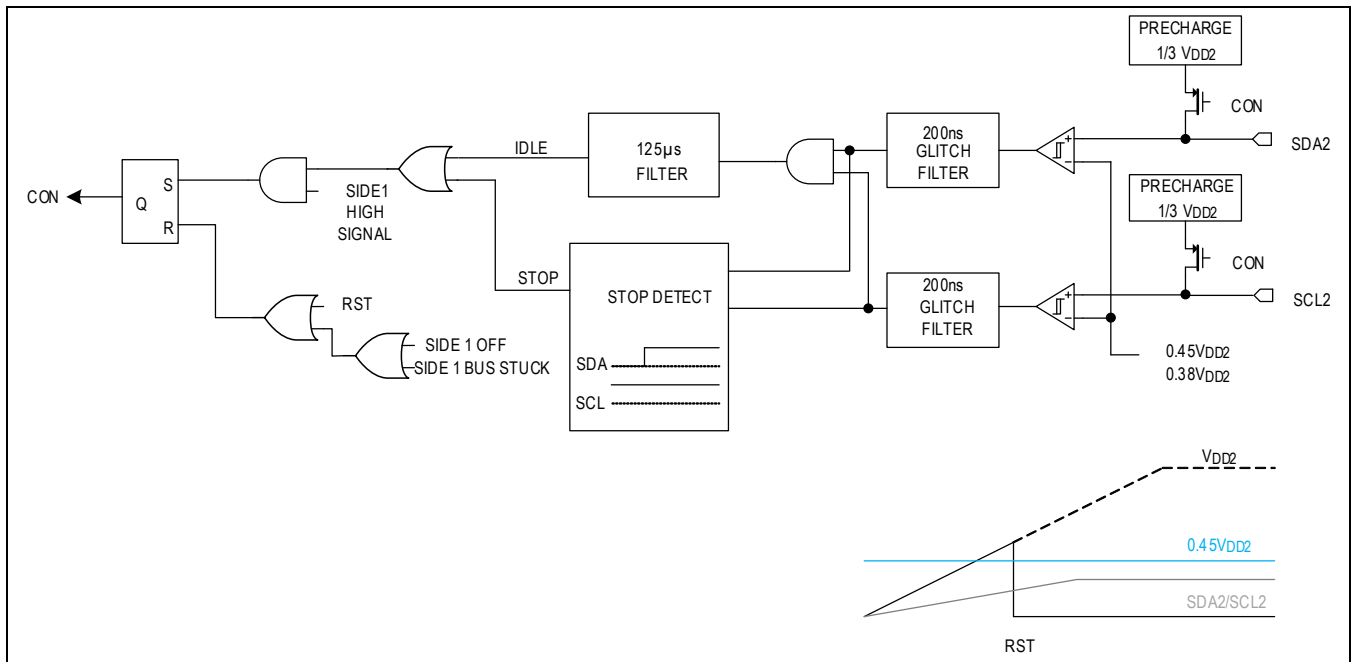 PRECHARGE
1/3 VDD2
CON
SDA2
200ns
GLITCH
FILTER
125µs
FILTER
IDLE
SIDE1
HIGH
SIGNAL
CON
S
Q
R
PRECHARGE
1/3 VDD2
CON
SCL2
200ns
GLITCH
FILTER
STOP
STOP DETECT
SDA
SCL
RST
SIDE 1 OFF
SIDE 1 BUS STUCK
0.45VDD2
0.38VDD2
+
−
+
−
VDD2
0.45VDD2
SDA2/SCL2
RST